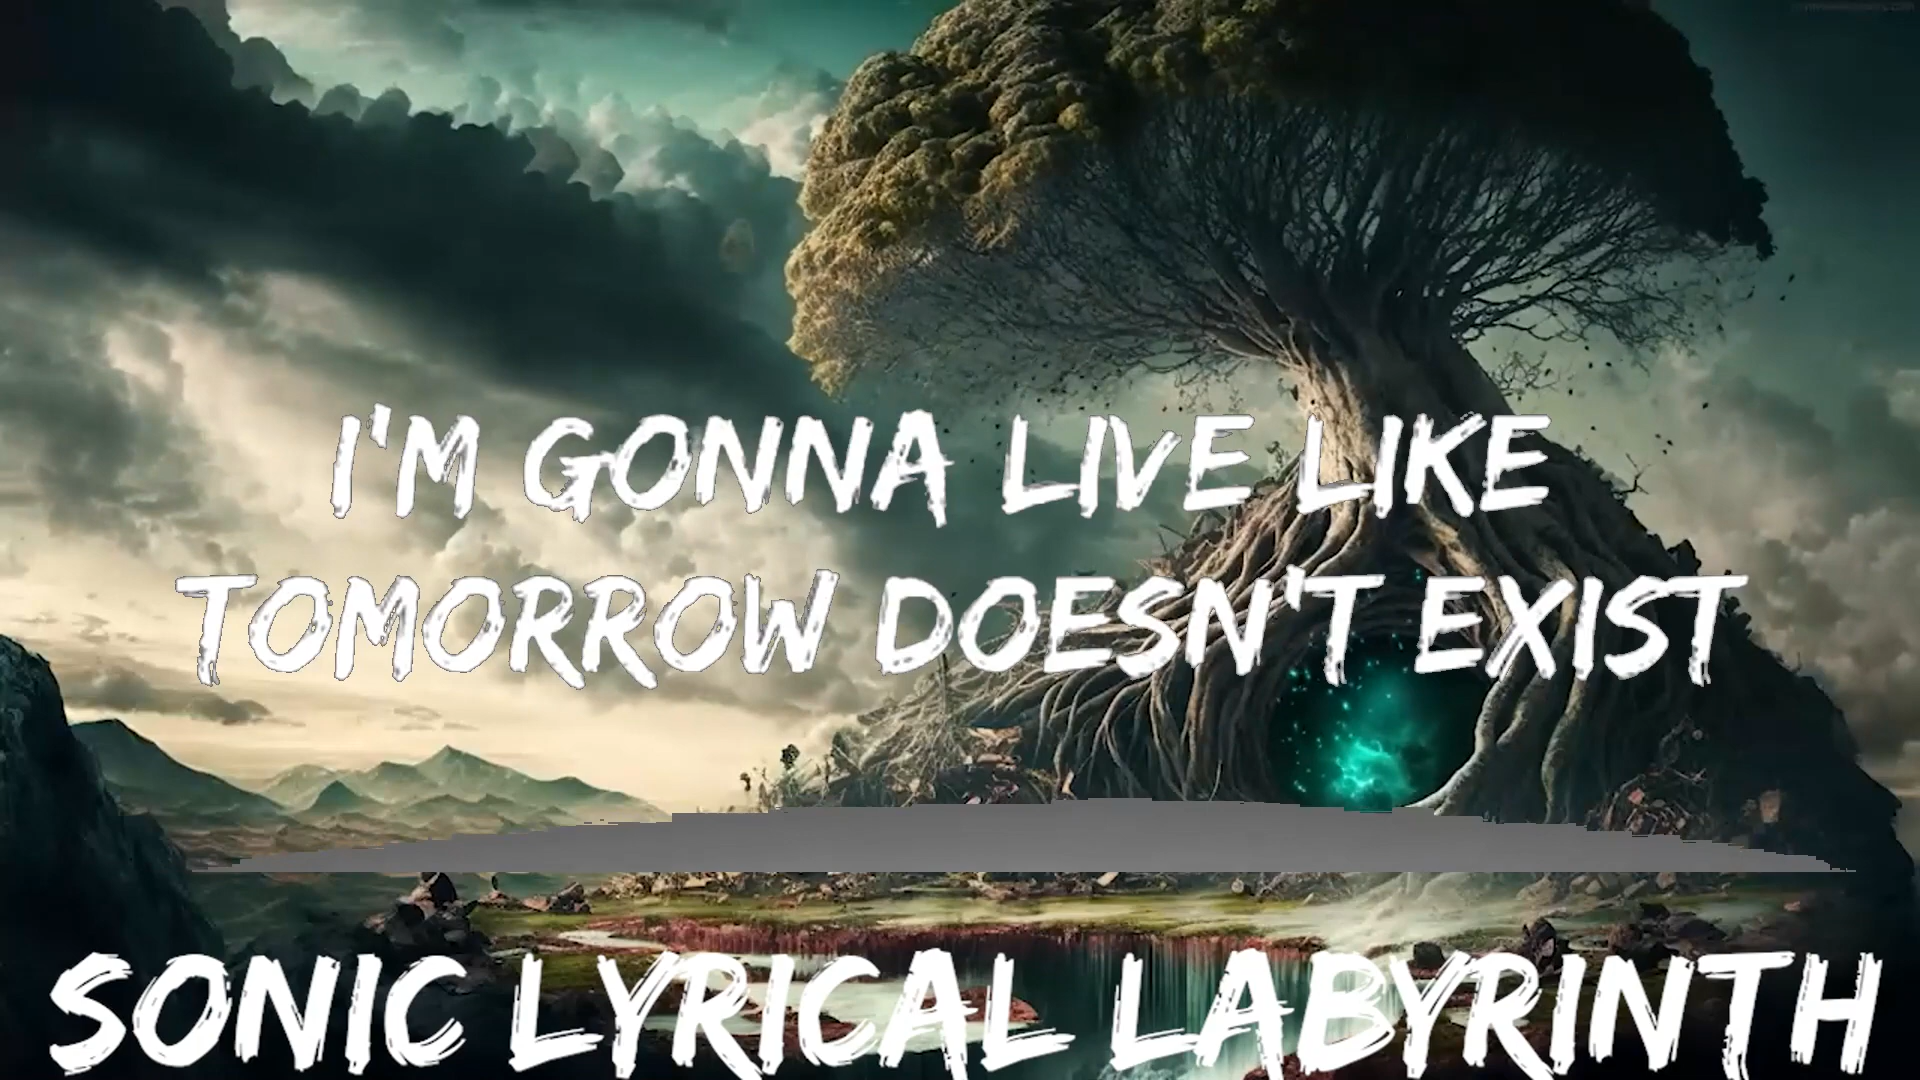 I'M GONNA LIVE LIKE
TOMORROW DOESN'T EXIST
SONIC LYRICAL LABYRINTH